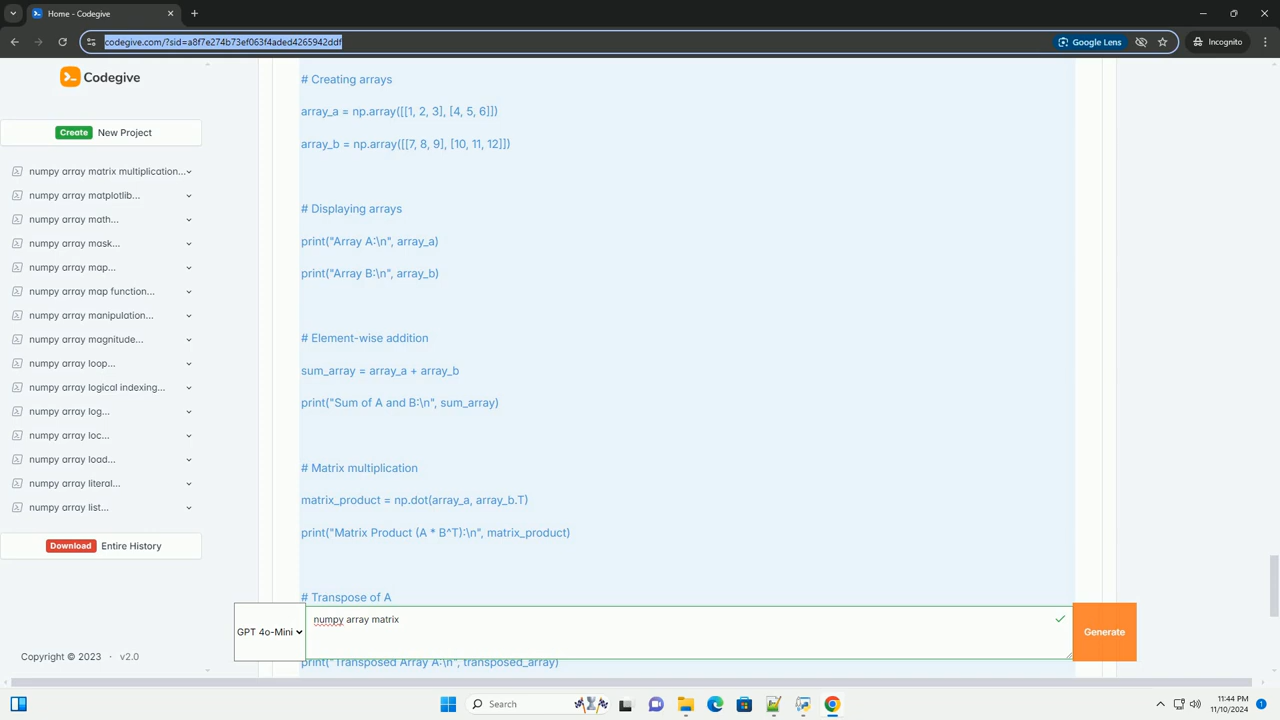 Home - Codegive
codegive.com/?sid=a8f7e274b73ef063f4aded4265942ddf
Google Lens
Incognito
Codegive
Create New Project
numpy array matrix multiplication...
numpy array matplotlib...
numpy array math...
numpy array mask...
numpy array map...
numpy array map function...
numpy array manipulation...
numpy array magnitude...
numpy array loop...
numpy array logical indexing...
numpy array log...
numpy array loc...
numpy array load...
numpy array literal...
numpy array list...
Download Entire History
Copyright © 2023 · v2.0
# Creating arrays
array_a = np.array([[1, 2, 3], [4, 5, 6]])
array_b = np.array([[7, 8, 9], [10, 11, 12]])
# Displaying arrays
print("Array A:\n", array_a)
print("Array B:\n", array_b)
# Element-wise addition
sum_array = array_a + array_b
print("Sum of A and B:\n", sum_array)
# Matrix multiplication
matrix_product = np.dot(array_a, array_b.T)
print("Matrix Product (A * B^T):\n", matrix_product)
# Transpose of A
GPT 4o-Mini
numpy array matrix
Generate
print("Transposed Array A:\n", transposed_array)
Search
11:44 PM
11/10/2024